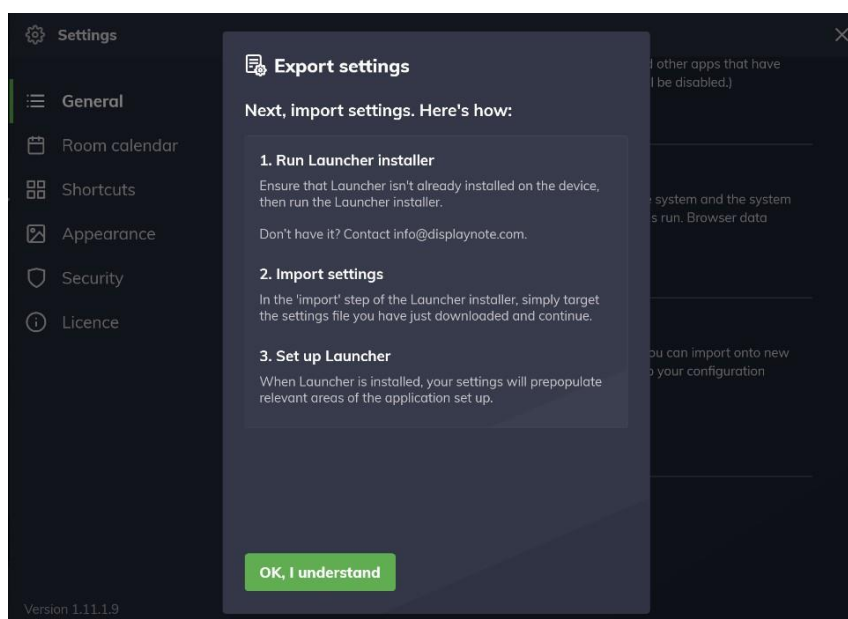 Settings
General
Room calendar
Shortcuts
Appearance
Security
Licence
Version 1.11.1.9
Export settings
Next, import settings. Here's how:
1. Run Launcher installer
Ensure that Launcher isn't already installed on the device,
then run the Launcher installer.
Don't have it? Contact info@displaynote.com.
2. Import settings
In the 'import' step of the Launcher installer, simply target
the settings file you have just downloaded and continue.
3. Set up Launcher
When Launcher is installed, your settings will prepopulate
relevant areas of the application set up.
OK, I understand
other apps that have
be disabled.)
system and the system
s run. Browser data
ou can import onto new
your configuration